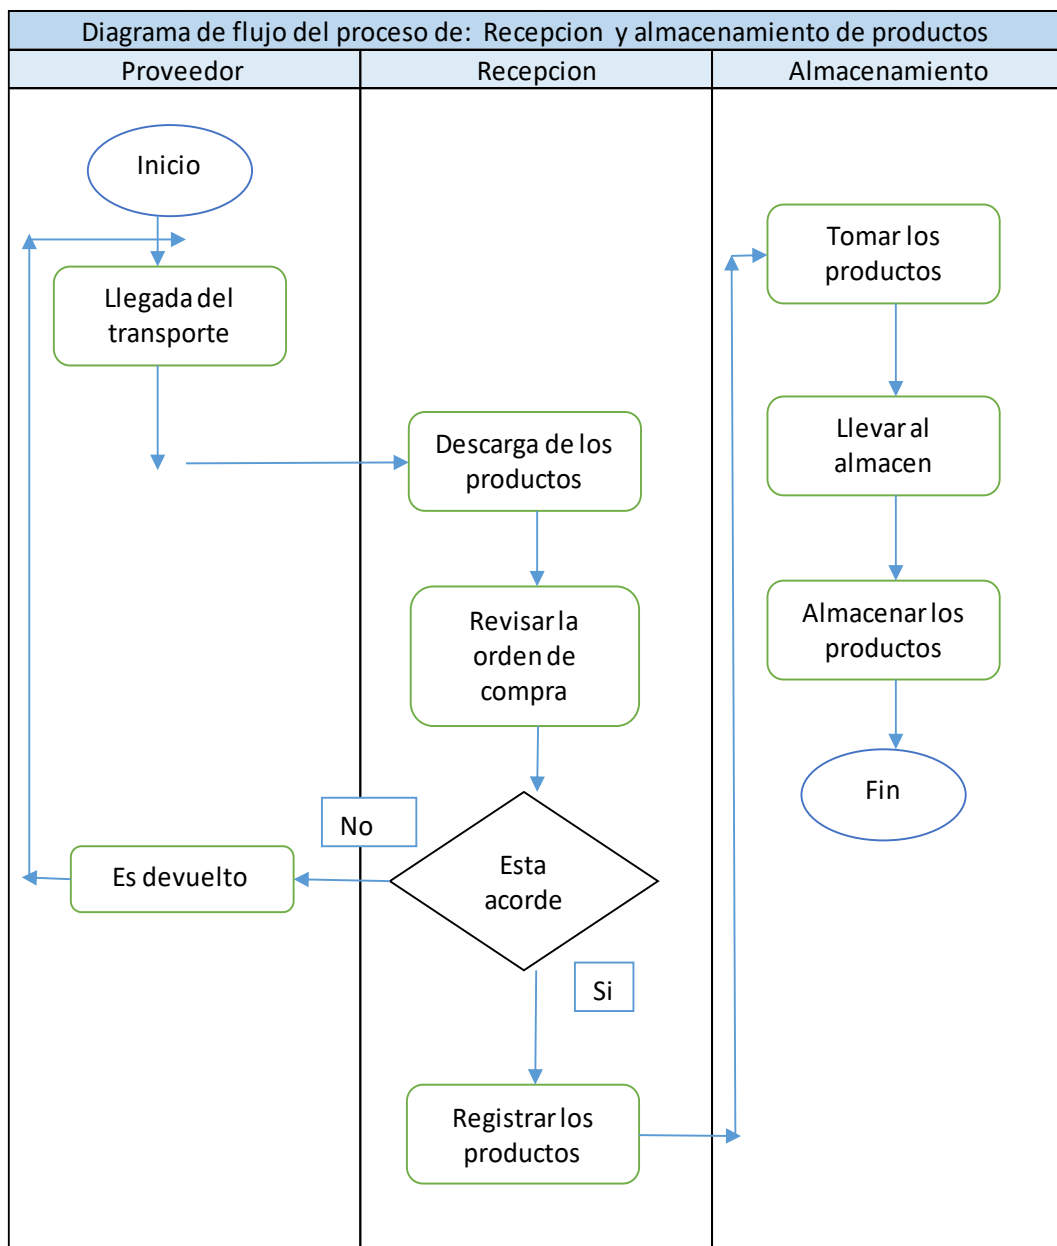 Diagrama de flujo del proceso de: Recepcion y almacenamiento de productos
Proveedor
Recepcion
Almacenamiento
Inicio
Llegada del
transporte
Descarga de los
productos
Revisar la
orden de
compra
Esta
acorde
No
Es devuelto
Si
Registrar los
productos
Tomar los
productos
Llevar al
almacen
Almacenar los
productos
Fin